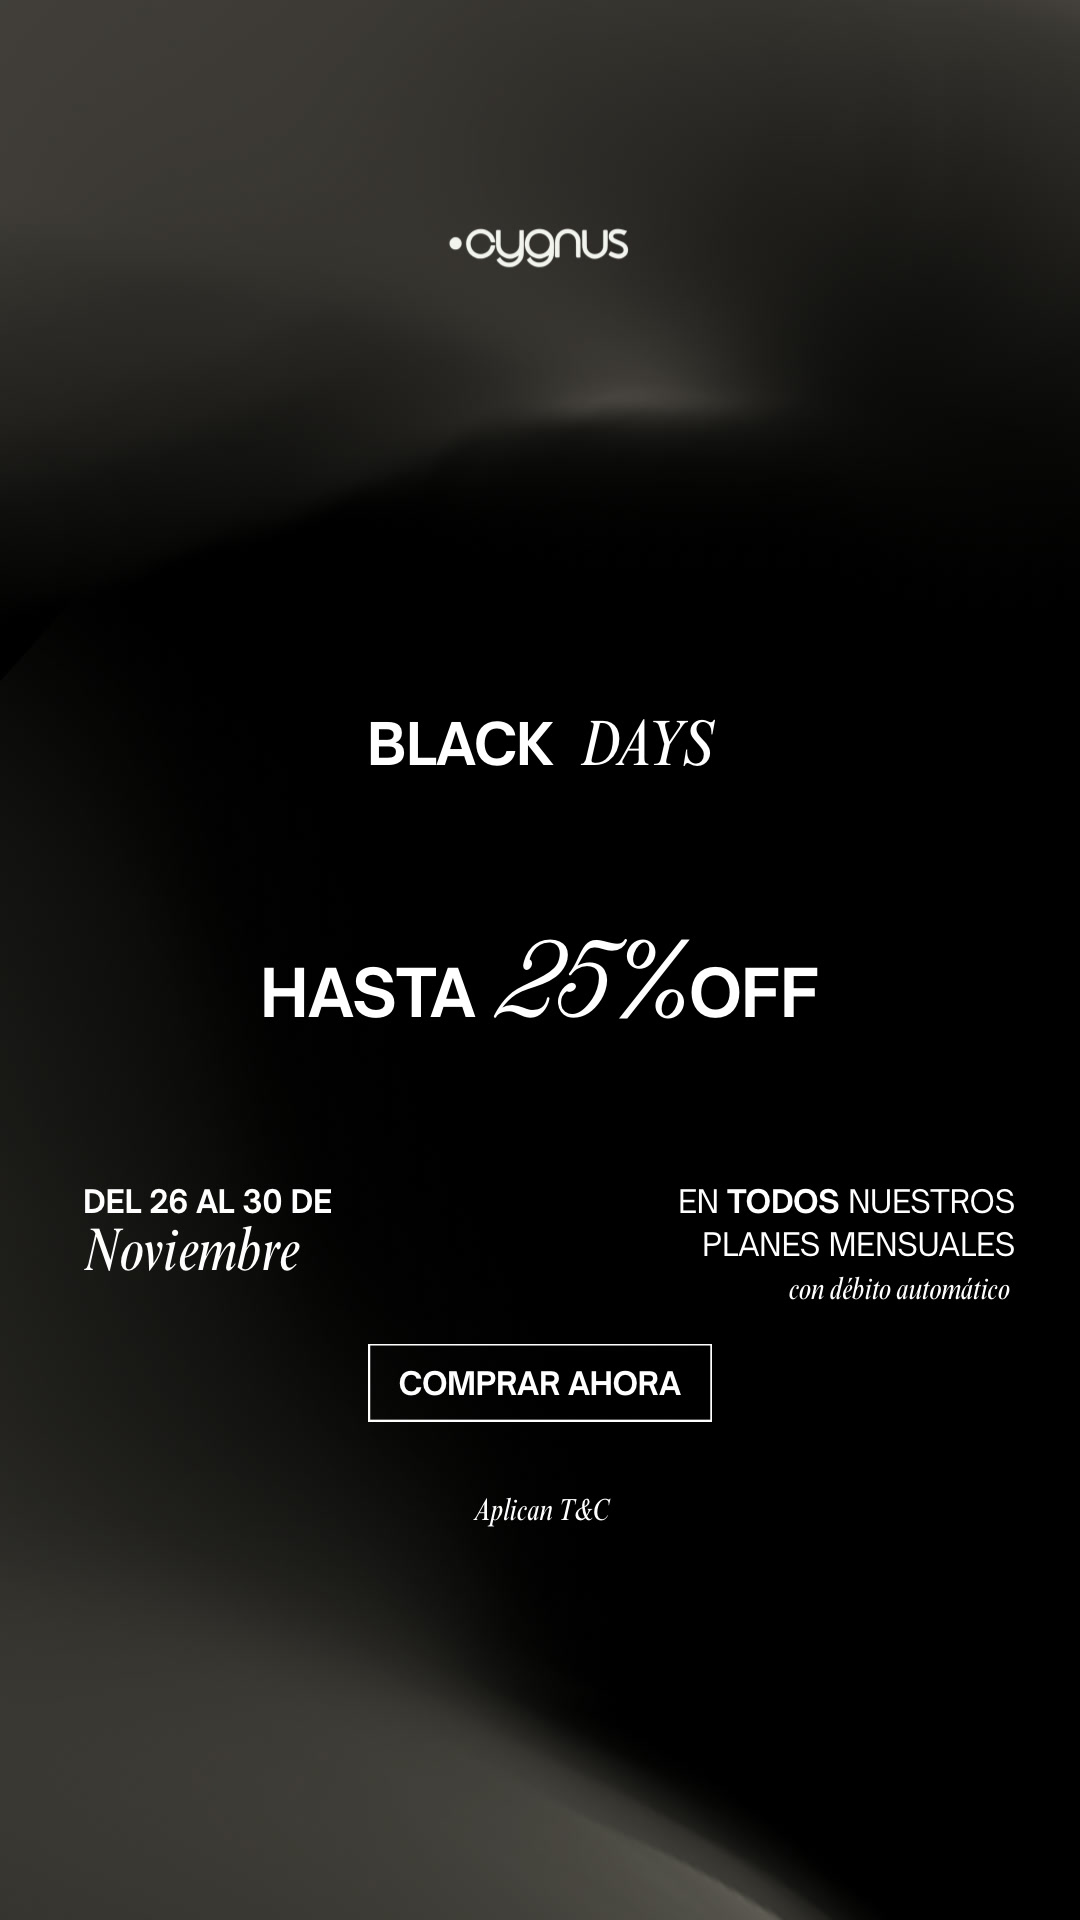 cygnus
BLACK DAYS
HASTA 25% OFF
DEL 26 AL 30 DE
Noviembre
EN TODOS NUESTROS
PLANES MENSUALES
con débito automático
COMPRAR AHORA
Aplican T&C